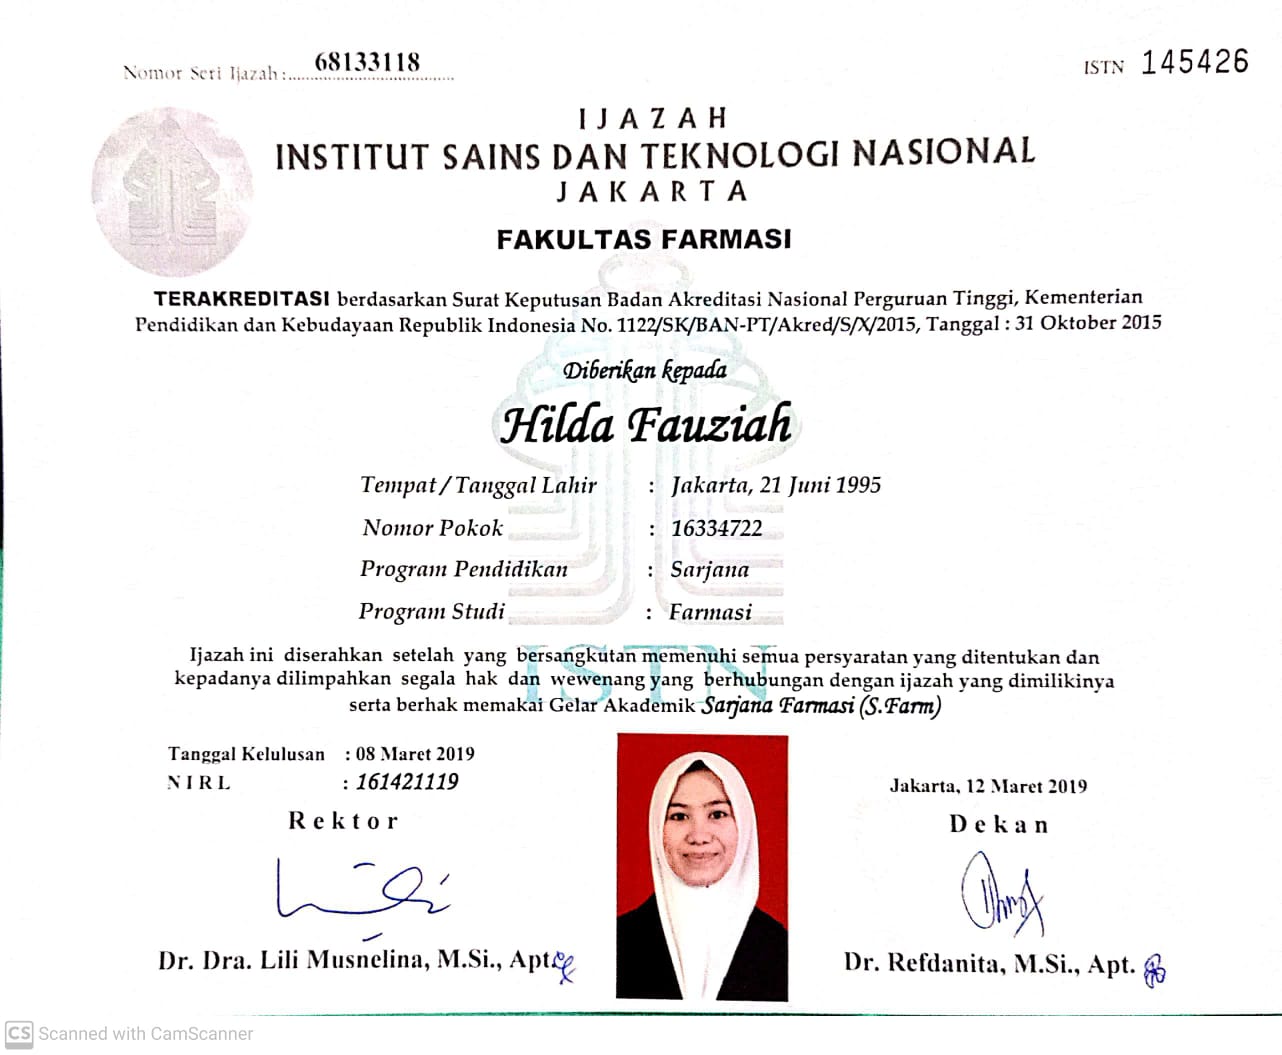 Nomor Seri Ijazah : 68133118
ISTN 145426
IJAZAH
INSTITUT SAINS DAN TEKNOLOGI NASIONAL
JAKARTA
FAKULTAS FARMASI
TERAKREDITASI berdasarkan Surat Keputusan Badan Akreditasi Nasional Perguruan Tinggi, Kementerian
Pendidikan dan Kebudayaan Republik Indonesia No. 1122/SK/BAN-PT/Akred/S/X/2015, Tanggal : 31 Oktober 2015
Diberikan kepada
Hilda Fauziah
Tempat/Tanggal Lahir : Jakarta, 21 Juni 1995
Nomor Pokok : 16334722
Program Pendidikan : Sarjana
Program Studi : Farmasi
ISTN
Ijazah ini diserahkan setelah yang bersangkutan memenuhi semua persyaratan yang ditentukan dan
kepadanya dilimpahkan segala hak dan wewenang yang berhubungan dengan ijazah yang dimilikinya
serta berhak memakai Gelar Akademik Sarjana Farmasi (S.Farm)
Tanggal Kelulusan : 08 Maret 2019
NIRL : 161421119
Rektor
Dr. Dra. Lili Musnelina, M.Si., Apt.
Jakarta, 12 Maret 2019
Dekan
Dr. Refdanita, M.Si., Apt.
CS Scanned with CamScanner